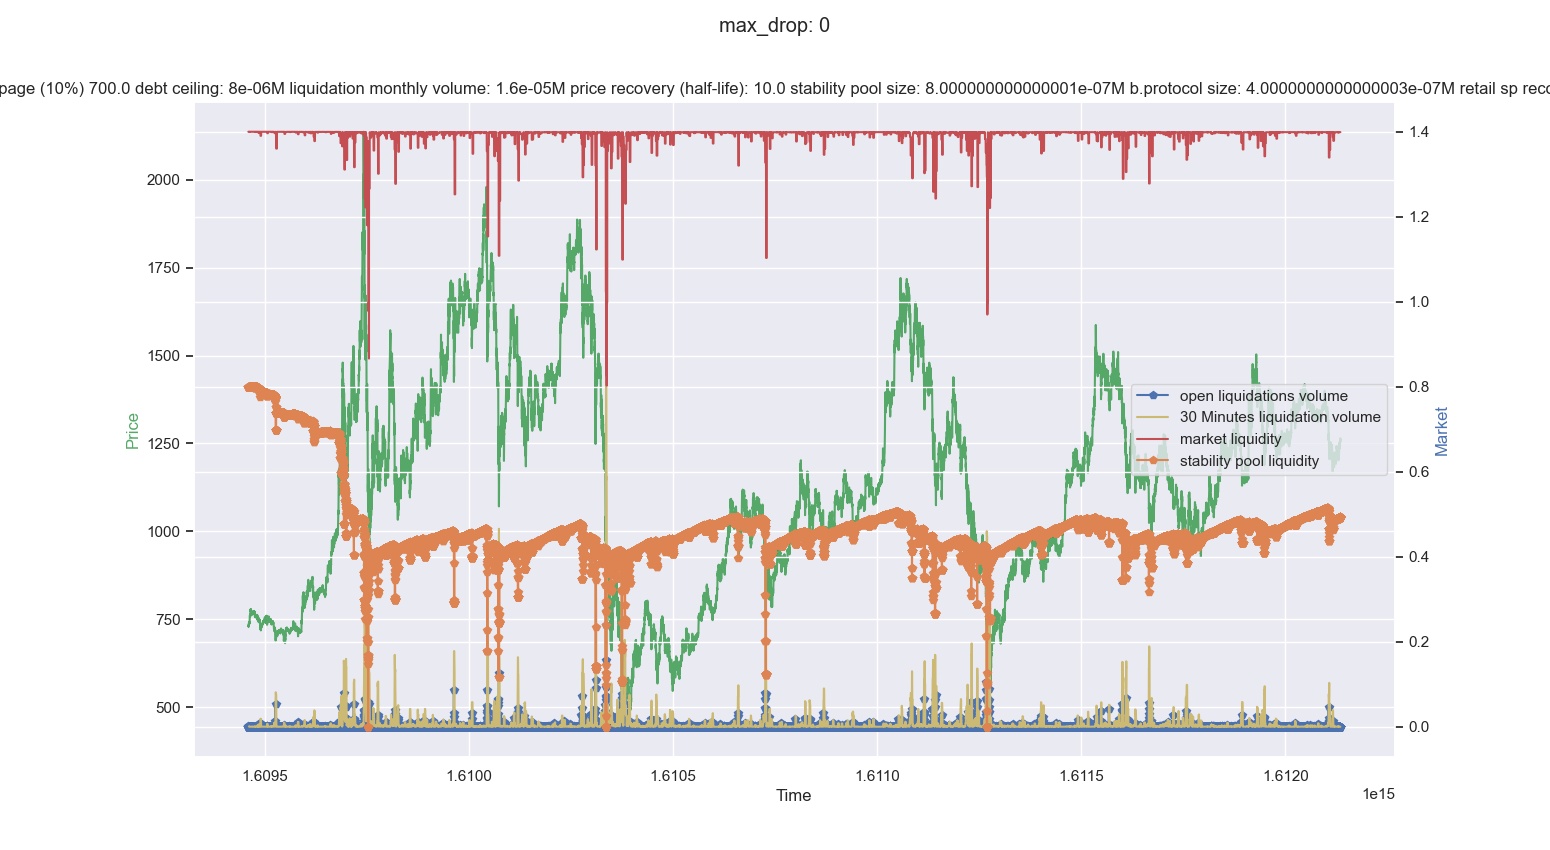 max_drop: 0
page (10%) 700.0 debt ceiling: 8e-06M liquidation monthly volume: 1.6e-05M price recovery (half-life): 10.0 stability pool size: 8.000000000000001e-07M b.protocol size: 4.0000000000000003e-07M retail sp reco
2000
1750
1500
1250
1000
750
500
Price
1.4
1.2
1.0
0.8
0.6
0.4
0.2
0.0
Market
open liquidations volume
30 Minutes liquidation volume
market liquidity
stability pool liquidity
1.6095
1.6100
1.6105
1.6110
1.6115
1.6120
1e15
Time